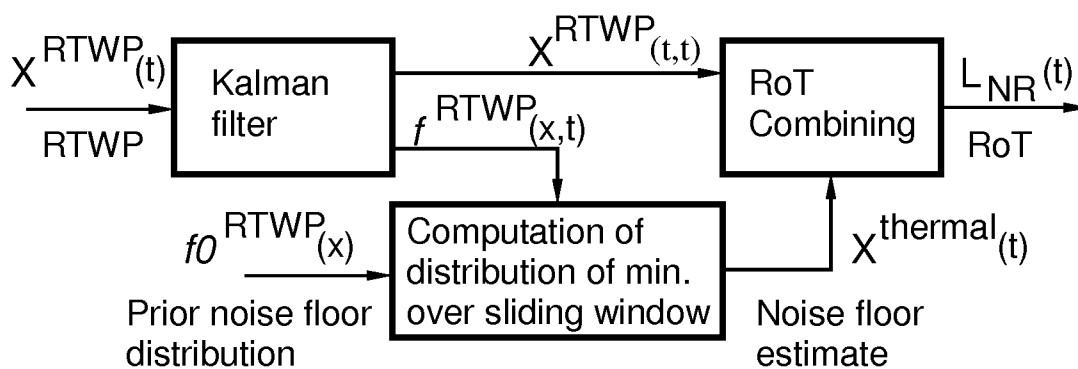 X RTWP(t)
RTWP
Kalman
filter
X RTWP(t,t)
f RTWP(x,t)
RoT
Combining
L NR (t)
RoT
f0 RTWP(x)
Prior noise floor
distribution
Computation of
distribution of min.
over sliding window
X thermal(t)
Noise floor
estimate